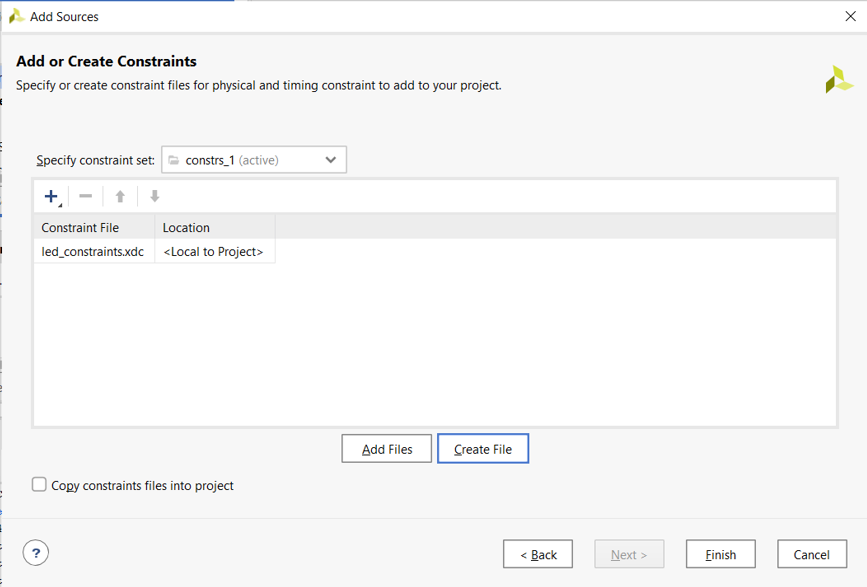 Add Sources
Add or Create Constraints
Specify or create constraint files for physical and timing constraint to add to your project.
Specify constraint set: constrs_1 (active)
Constraint File Location
led_constraints.xdc <Local to Project>
Add Files Create File
Copy constraints files into project
? < Back Next > Finish Cancel